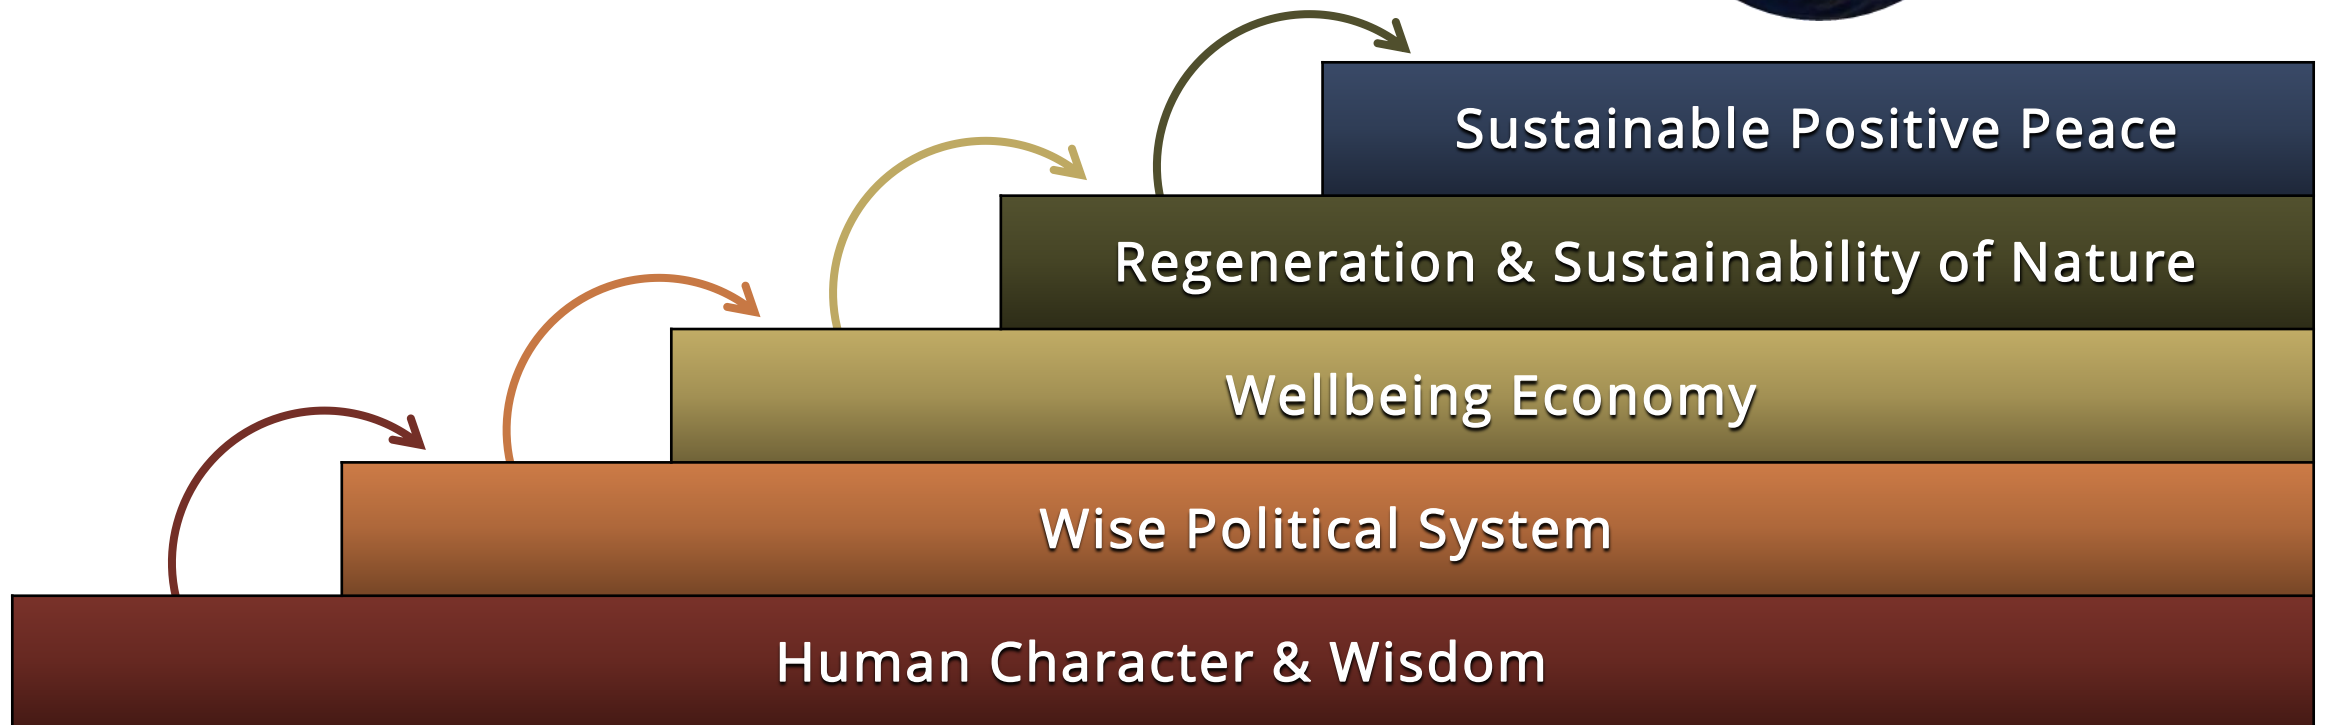 Sustainable Positive Peace
Regeneration & Sustainability of Nature
Wellbeing Economy
Wise Political System
Human Character & Wisdom